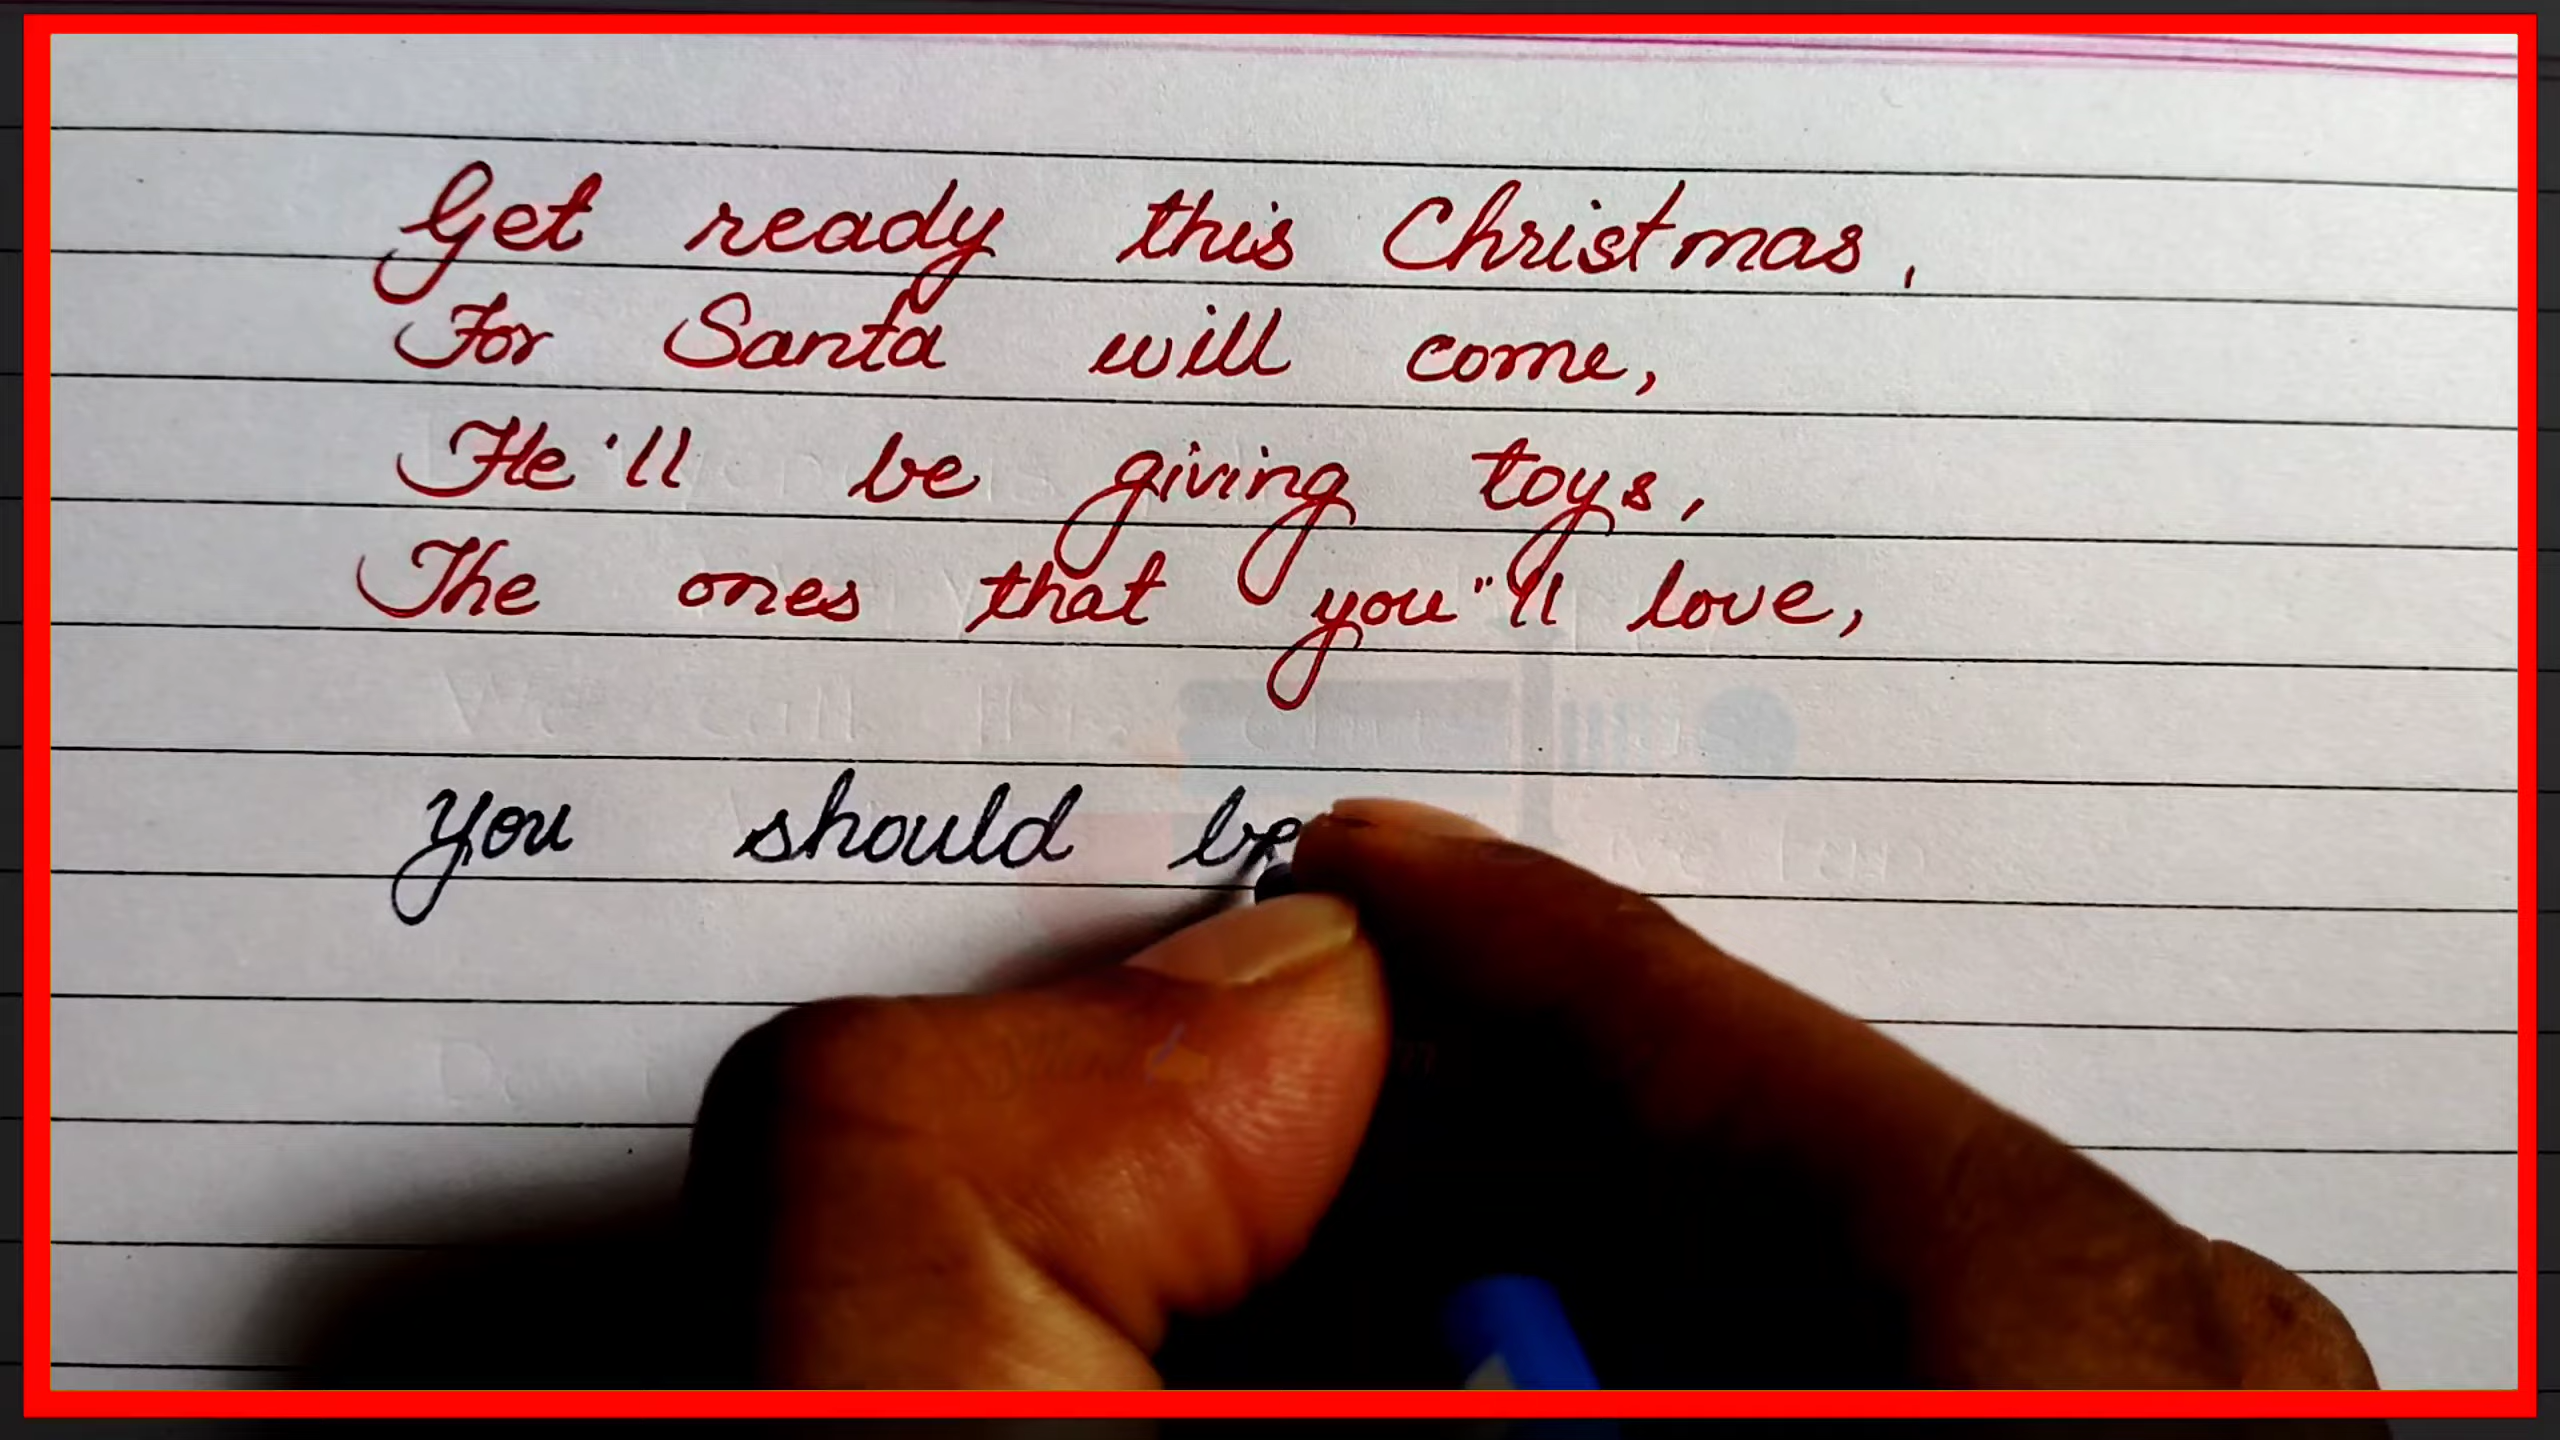 Get ready this Christmas,
For Santa will come,
He'll be giving toys,
The ones that you"ll love,
You should be